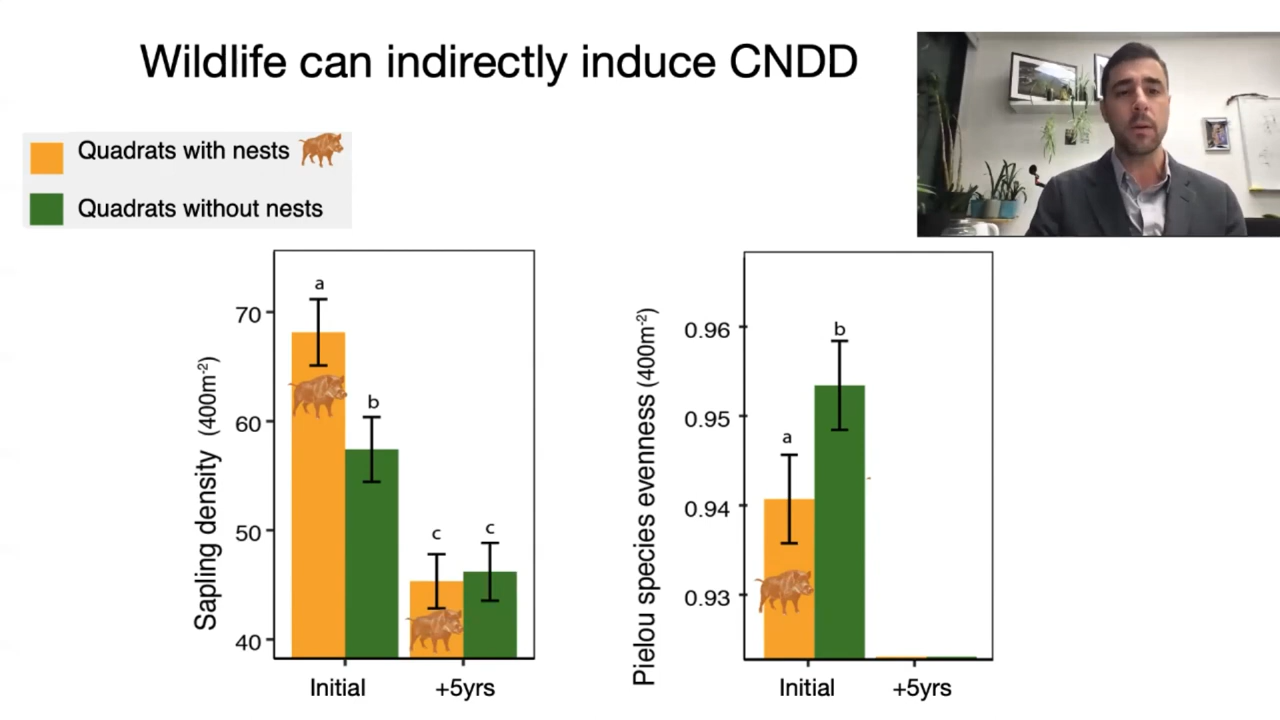 Wildlife can indirectly induce CNDD
Quadrats with nests
Quadrats without nests
Sapling density (400m⁻²)
70
60
50
40
a
b
c
c
Initial
+5yrs
Pielou species evenness (400m⁻²)
0.96
0.95
0.94
0.93
a
b
Initial
+5yrs